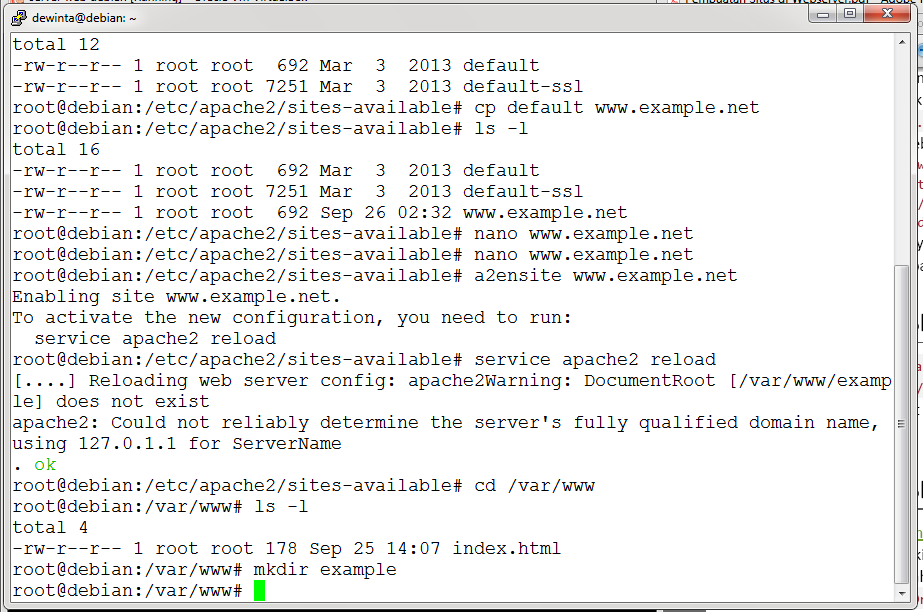 dewinta@debian: ~
total 12
-rw-r--r-- 1 root root  692 Mar  3  2013 default
-rw-r--r-- 1 root root 7251 Mar  3  2013 default-ssl
root@debian:/etc/apache2/sites-available# cp default www.example.net
root@debian:/etc/apache2/sites-available# ls -l
total 16
-rw-r--r-- 1 root root  692 Mar  3  2013 default
-rw-r--r-- 1 root root 7251 Mar  3  2013 default-ssl
-rw-r--r-- 1 root root  692 Sep 26 02:32 www.example.net
root@debian:/etc/apache2/sites-available# nano www.example.net
root@debian:/etc/apache2/sites-available# nano www.example.net
root@debian:/etc/apache2/sites-available# a2ensite www.example.net
Enabling site www.example.net.
To activate the new configuration, you need to run:
  service apache2 reload
root@debian:/etc/apache2/sites-available# service apache2 reload
[....] Reloading web server config: apache2Warning: DocumentRoot [/var/www/examp
le] does not exist
apache2: Could not reliably determine the server's fully qualified domain name,
using 127.0.1.1 for ServerName
. ok
root@debian:/etc/apache2/sites-available# cd /var/www
root@debian:/var/www# ls -l
total 4
-rw-r--r-- 1 root root 178 Sep 25 14:07 index.html
root@debian:/var/www# mkdir example
root@debian:/var/www#